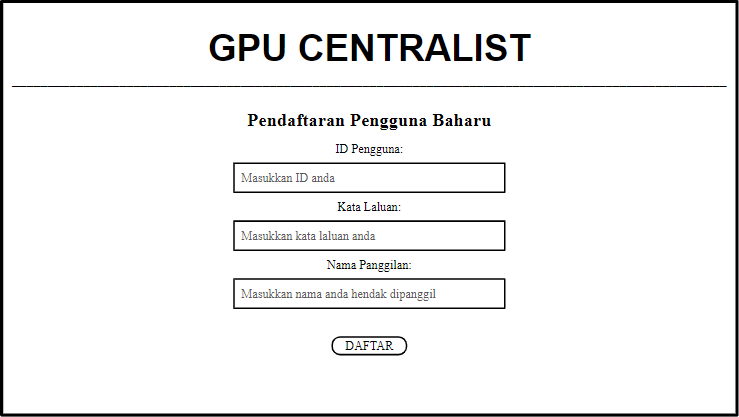 GPU CENTRALIST
Pendaftaran Pengguna Baharu
ID Pengguna:
Masukkan ID anda
Kata Laluan:
Masukkan kata laluan anda
Nama Panggilan:
Masukkan nama anda hendak dipanggil
DAFTAR